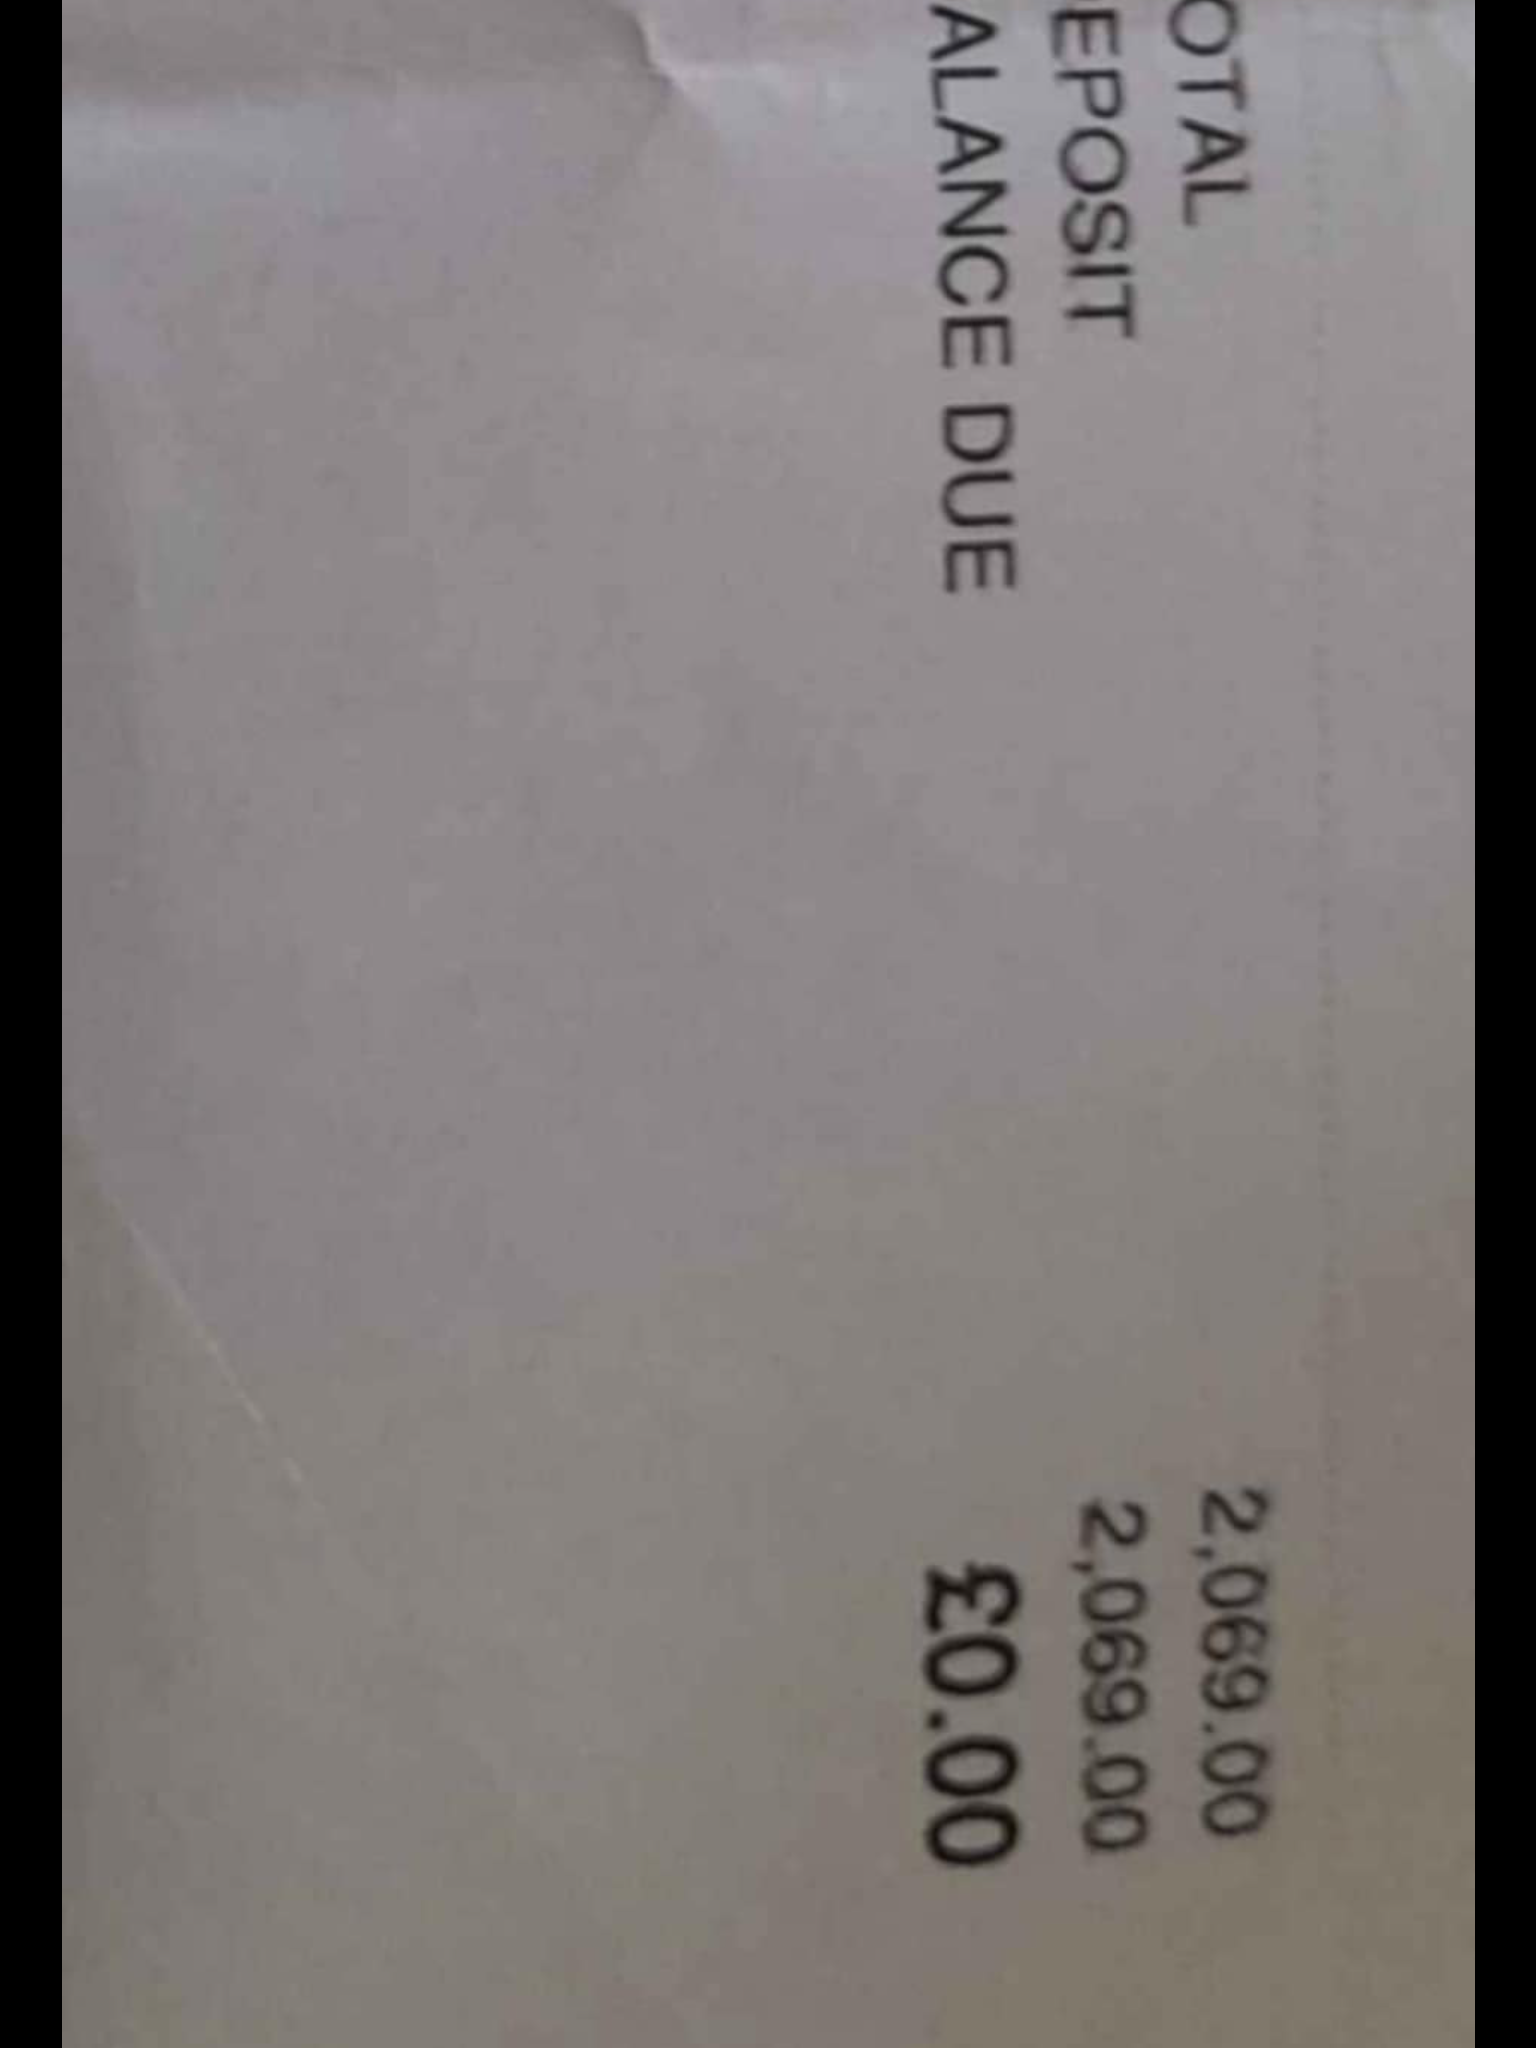 OTAL 2,069.00
EPOSIT 2,069.00
ALANCE DUE £0.00